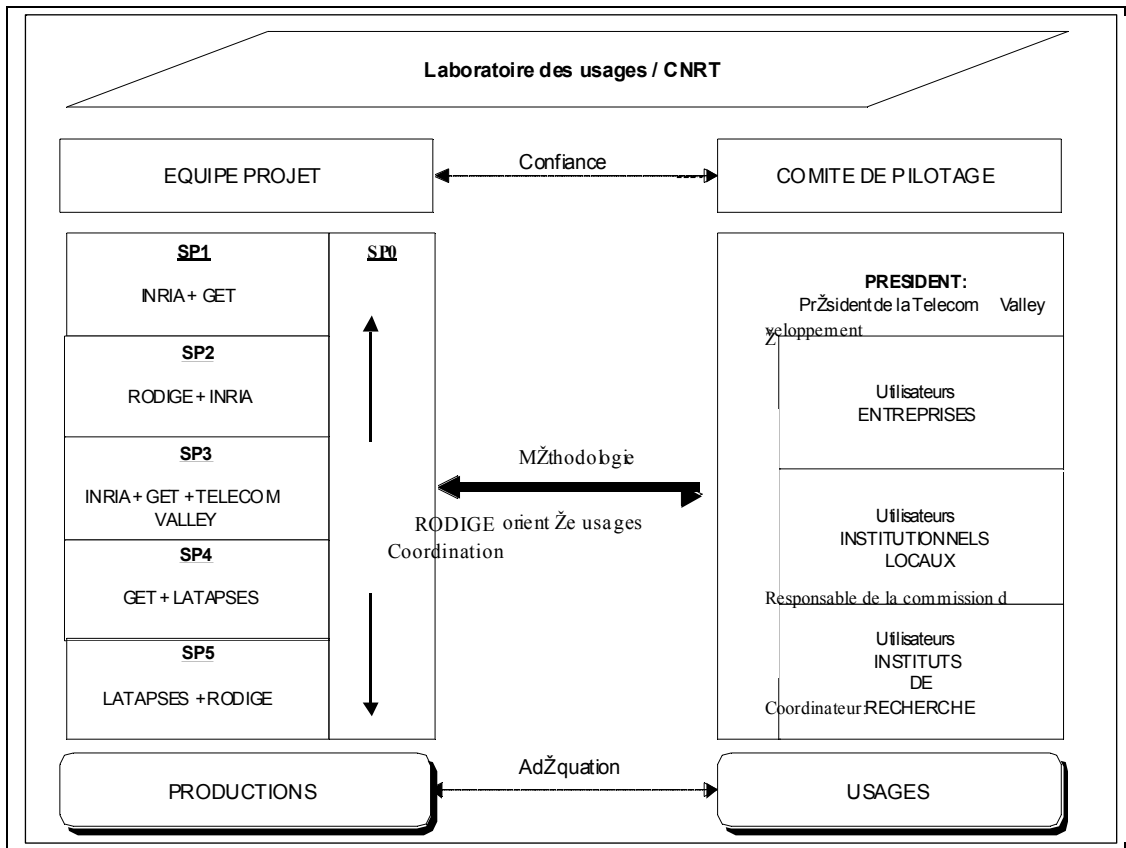 Laboratoire des usages / CNRT
EQUIPE PROJET
Confiance
COMITE DE PILOTAGE
SP1
INRIA + GET
SP2
RODIGE + INRIA
SP3
INRIA + GET + TELECOM
VALLEY
SP4
GET + LATAPSES
SP5
LATAPSES + RODIGE
SP0
MŽthodologie
RODIGE orientŽe usages
Coordination
PRESIDENT:
PrŽsident de la Telecom Valley
Žveloppement
Utilisateurs
ENTREPRISES
Utilisateurs
INSTITUTIONNELS
LOCAUX
Responsable de la commission d
Utilisateurs
INSTITUTS
DE
Coordinateur: RECHERCHE
PRODUCTIONS
AdŽquation
USAGES